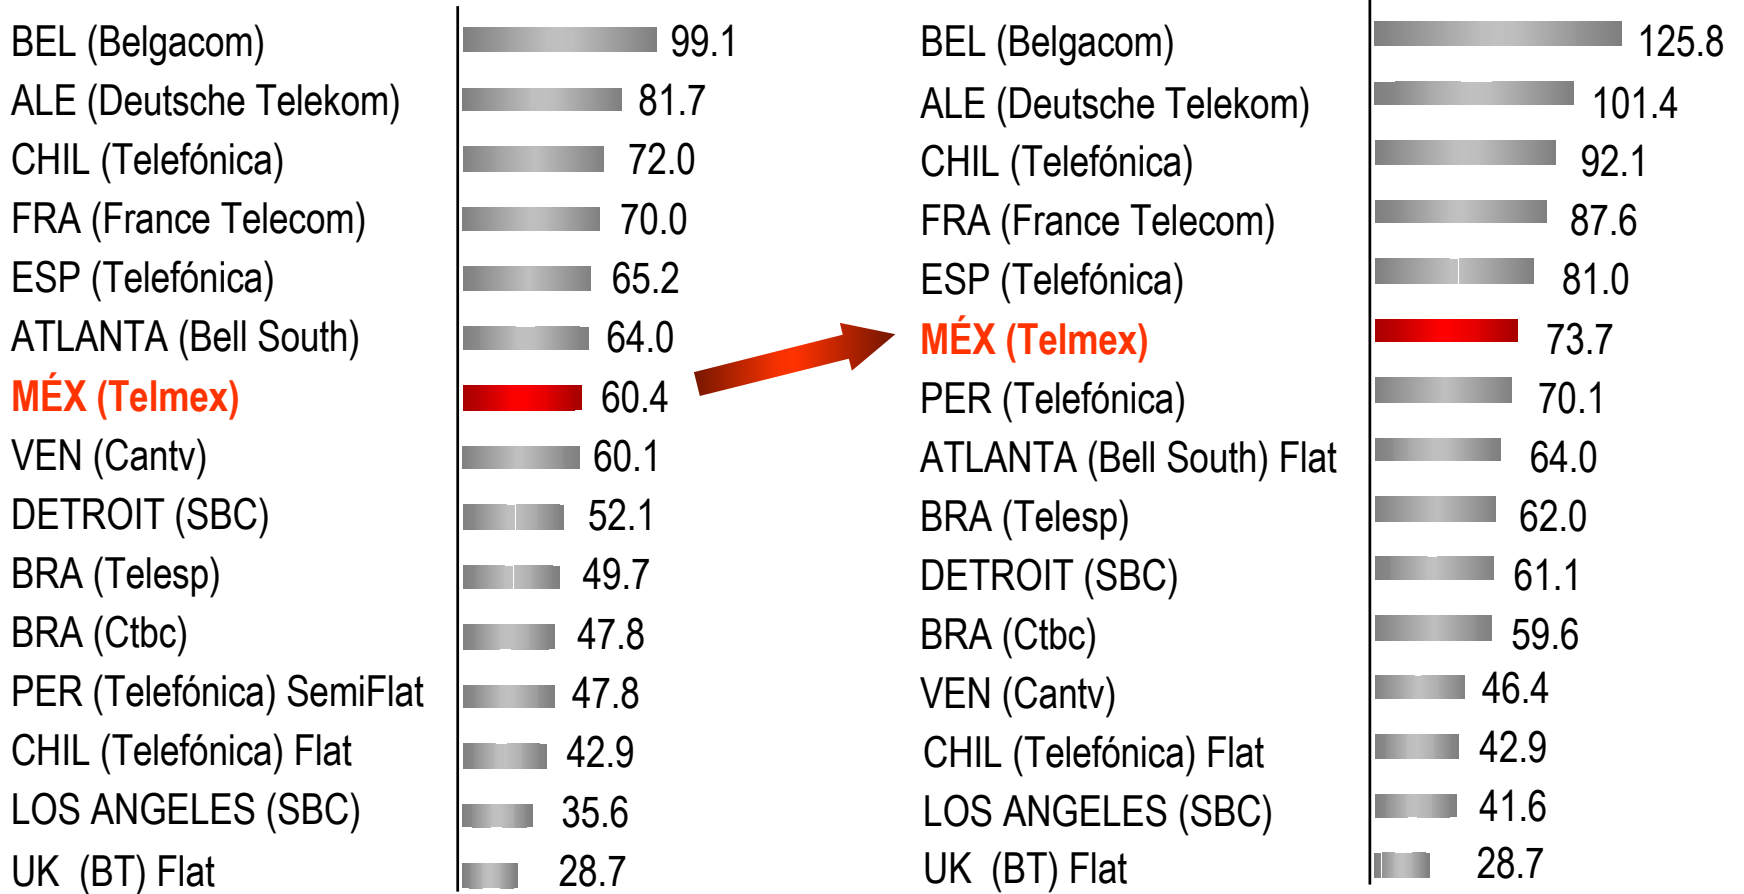 BEL (Belgacom) 99.1
ALE (Deutsche Telekom) 81.7
CHIL (Telefónica) 72.0
FRA (France Telecom) 70.0
ESP (Telefónica) 65.2
ATLANTA (Bell South) 64.0
MÉX (Telmex) 60.4
VEN (Cantv) 60.1
DETROIT (SBC) 52.1
BRA (Telesp) 49.7
BRA (Ctbc) 47.8
PER (Telefónica) SemiFlat 47.8
CHIL (Telefónica) Flat 42.9
LOS ANGELES (SBC) 35.6
UK (BT) Flat 28.7
BEL (Belgacom) 125.8
ALE (Deutsche Telekom) 101.4
CHIL (Telefónica) 92.1
FRA (France Telecom) 87.6
ESP (Telefónica) 81.0
MÉX (Telmex) 73.7
PER (Telefónica) 70.1
ATLANTA (Bell South) Flat 64.0
BRA (Telesp) 62.0
DETROIT (SBC) 61.1
BRA (Ctbc) 59.6
VEN (Cantv) 46.4
CHIL (Telefónica) Flat 42.9
LOS ANGELES (SBC) 41.6
UK (BT) Flat 28.7